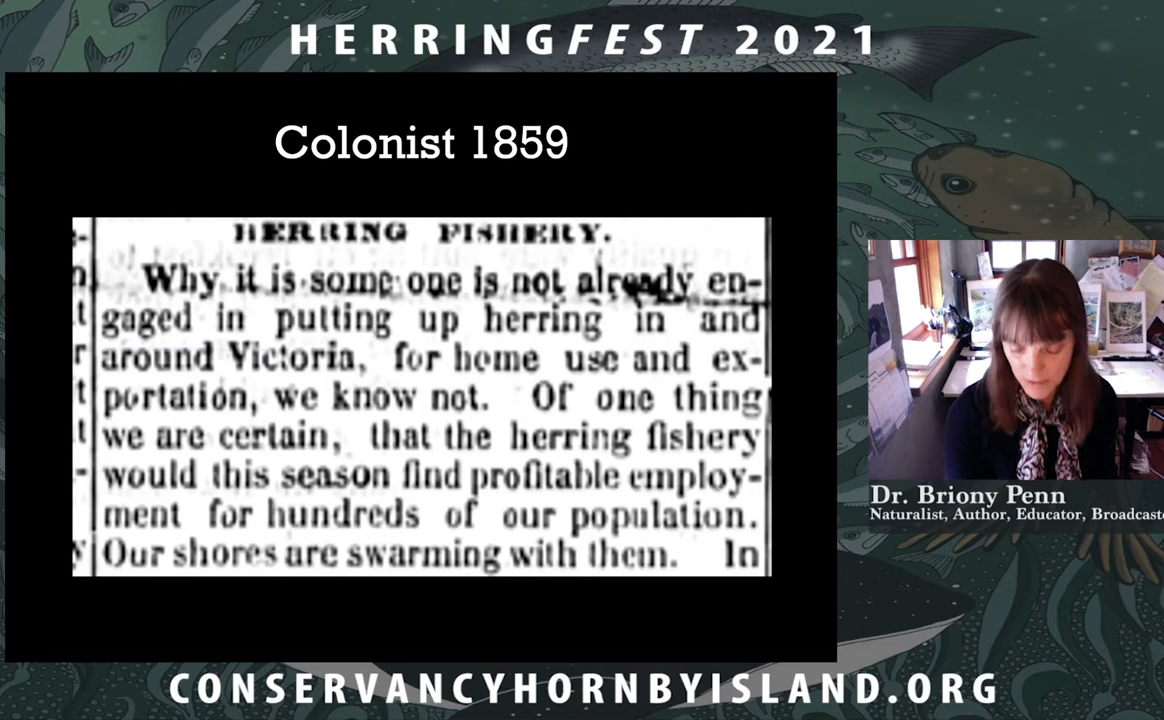 HERRINGFEST 2021
Colonist 1859
HERRING FISHERY.
Why it is some one is not already en-
gaged in putting up herring in and
around Victoria, for home use and ex-
portation, we know not. Of one thing
we are certain, that the herring fishery
would this season find profitable employ-
ment for hundreds of our population.
Our shores are swarming with them. In
Dr. Briony Penn
Naturalist, Author, Educator, Broadcaste
CONSERVANCYHORNBYISLAND.ORG